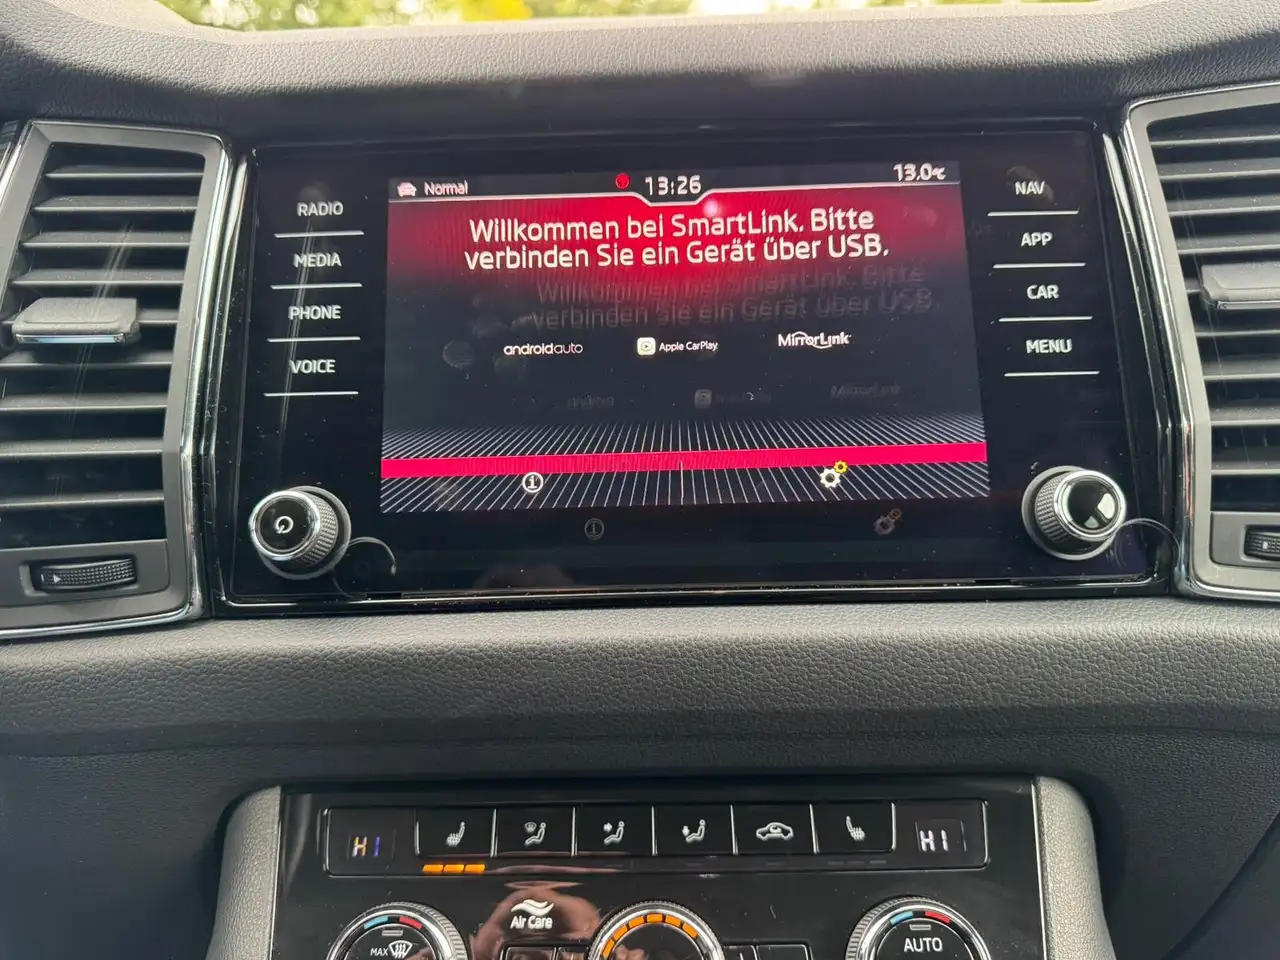 Normal
13:26
13.0°C
Willkommen bei SmartLink. Bitte
verbinden Sie ein Gerät über USB.
androidauto
Apple CarPlay
MirrorLink
RADIO
MEDIA
PHONE
VOICE
NAV
APP
CAR
MENU
HI
HI
Air Care
MAX
AUTO